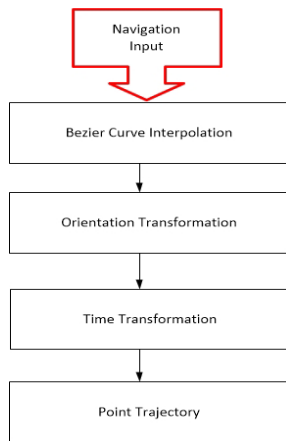 Navigation
Input
Bezier Curve Interpolation
Orientation Transformation
Time Transformation
Point Trajectory